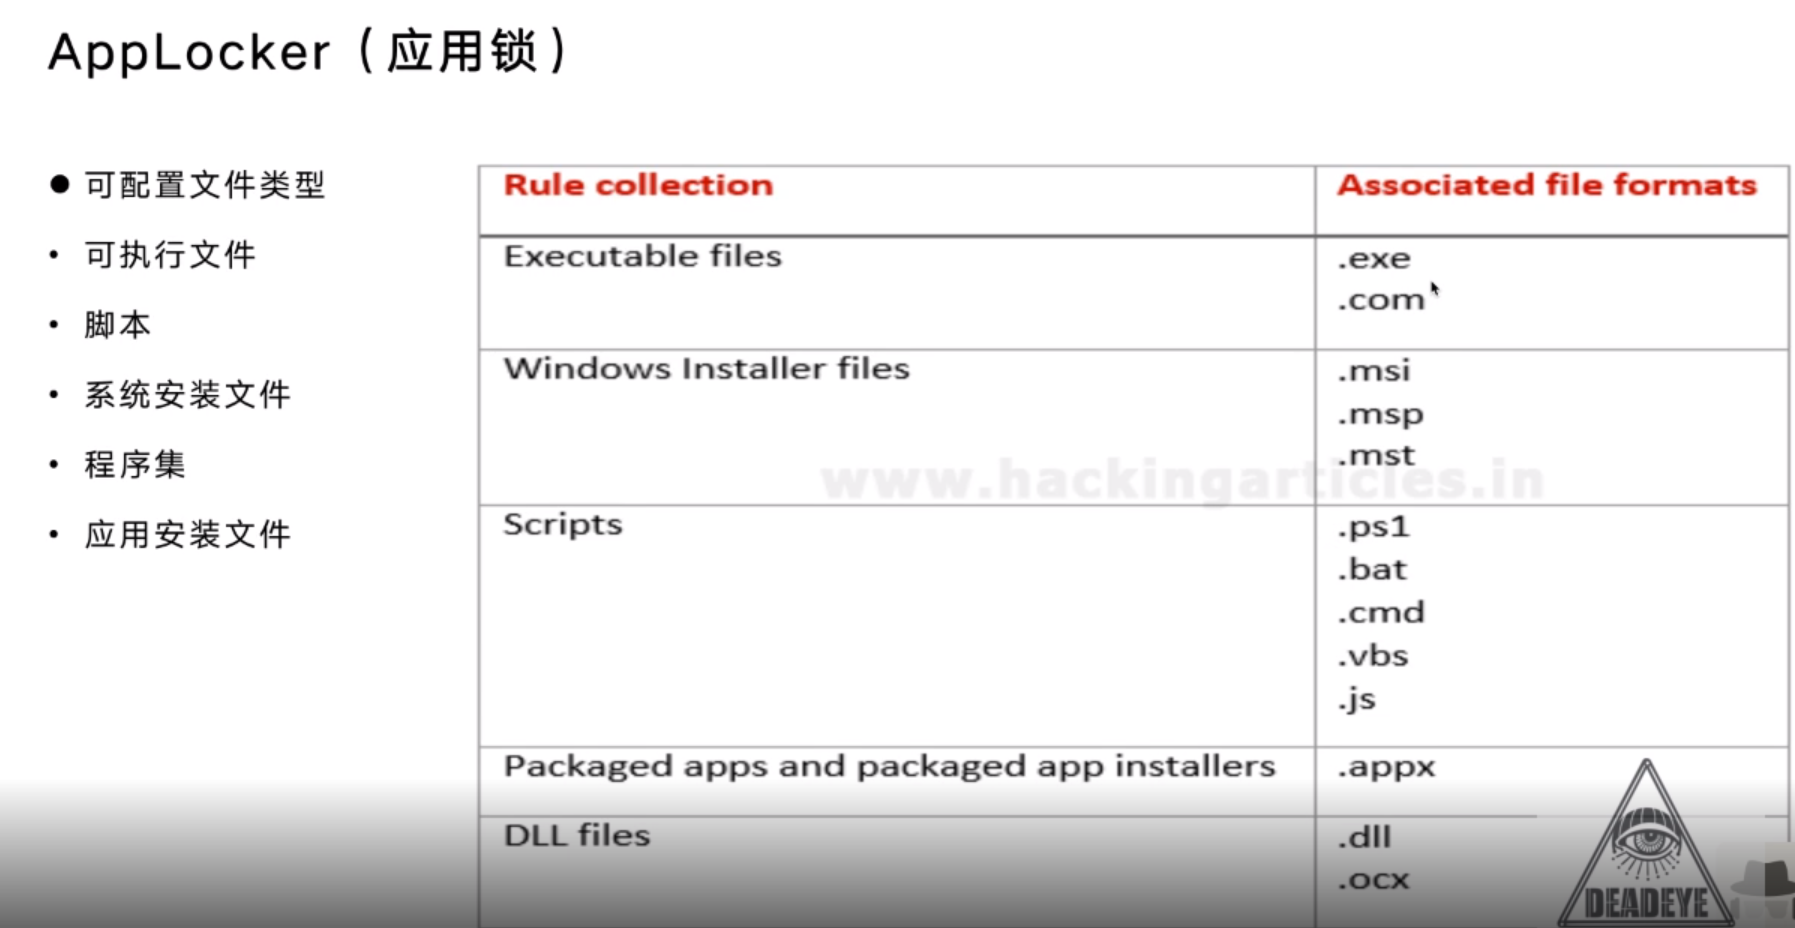 AppLocker（应用锁）
● 可配置文件类型
• 可执行文件
• 脚本
• 系统安装文件
• 程序集
• 应用安装文件
Rule collection Associated file formats
Executable files .exe
.com
Windows Installer files .msi
.msp
.mst
www.hackingarticles.in
Scripts .ps1
.bat
.cmd
.vbs
.js
Packaged apps and packaged app installers .appx
DLL files .dll
.ocx
DEADEYE